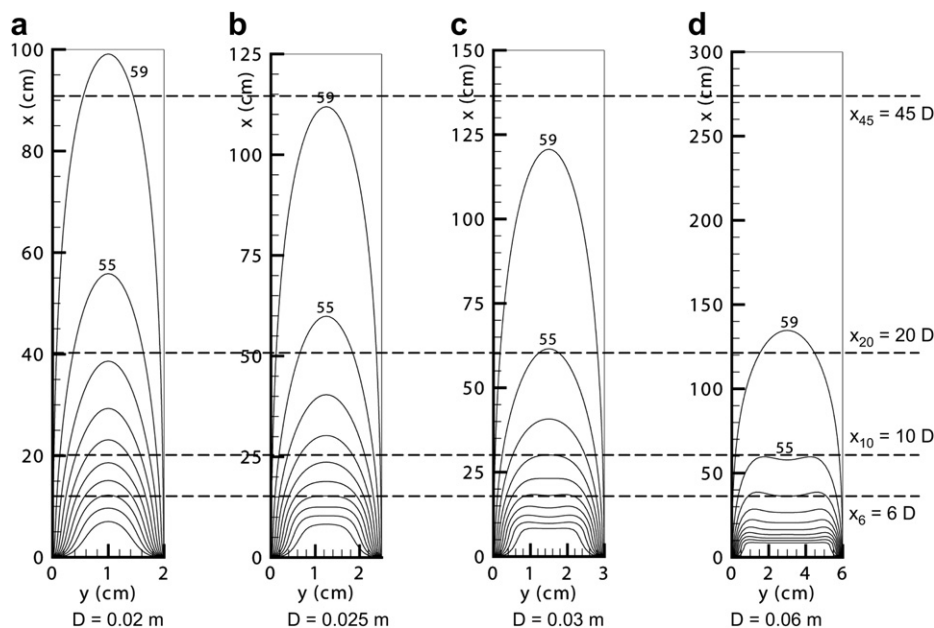 a
b
c
d
100
80
60
40
20
0
x (cm)
59
55
0
1
2
y (cm)
D = 0.02 m
125
100
75
50
25
0
x (cm)
59
55
0
1
2
y (cm)
D = 0.025 m
150
125
100
75
50
25
0
x (cm)
59
55
0
1
2
3
y (cm)
D = 0.03 m
300
250
200
150
100
50
0
x (cm)
59
55
0
2
4
6
y (cm)
D = 0.06 m
x45 = 45 D
x20 = 20 D
x10 = 10 D
x6 = 6 D